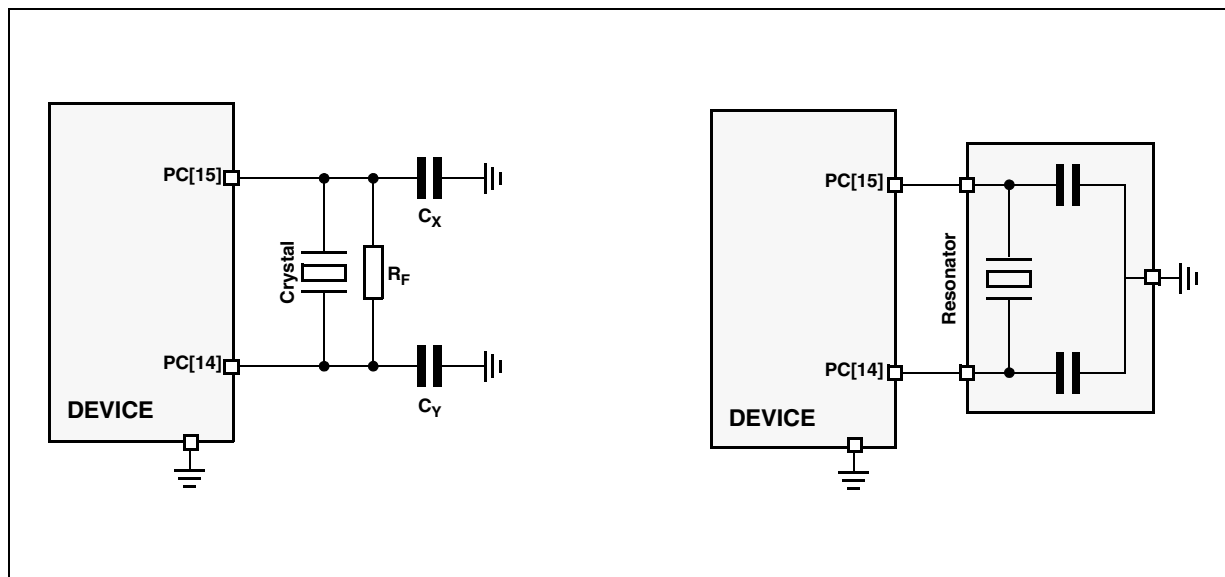 PC[15]
C_X
Crystal
R_F
PC[14]
C_Y
DEVICE
PC[15]
Resonator
PC[14]
DEVICE